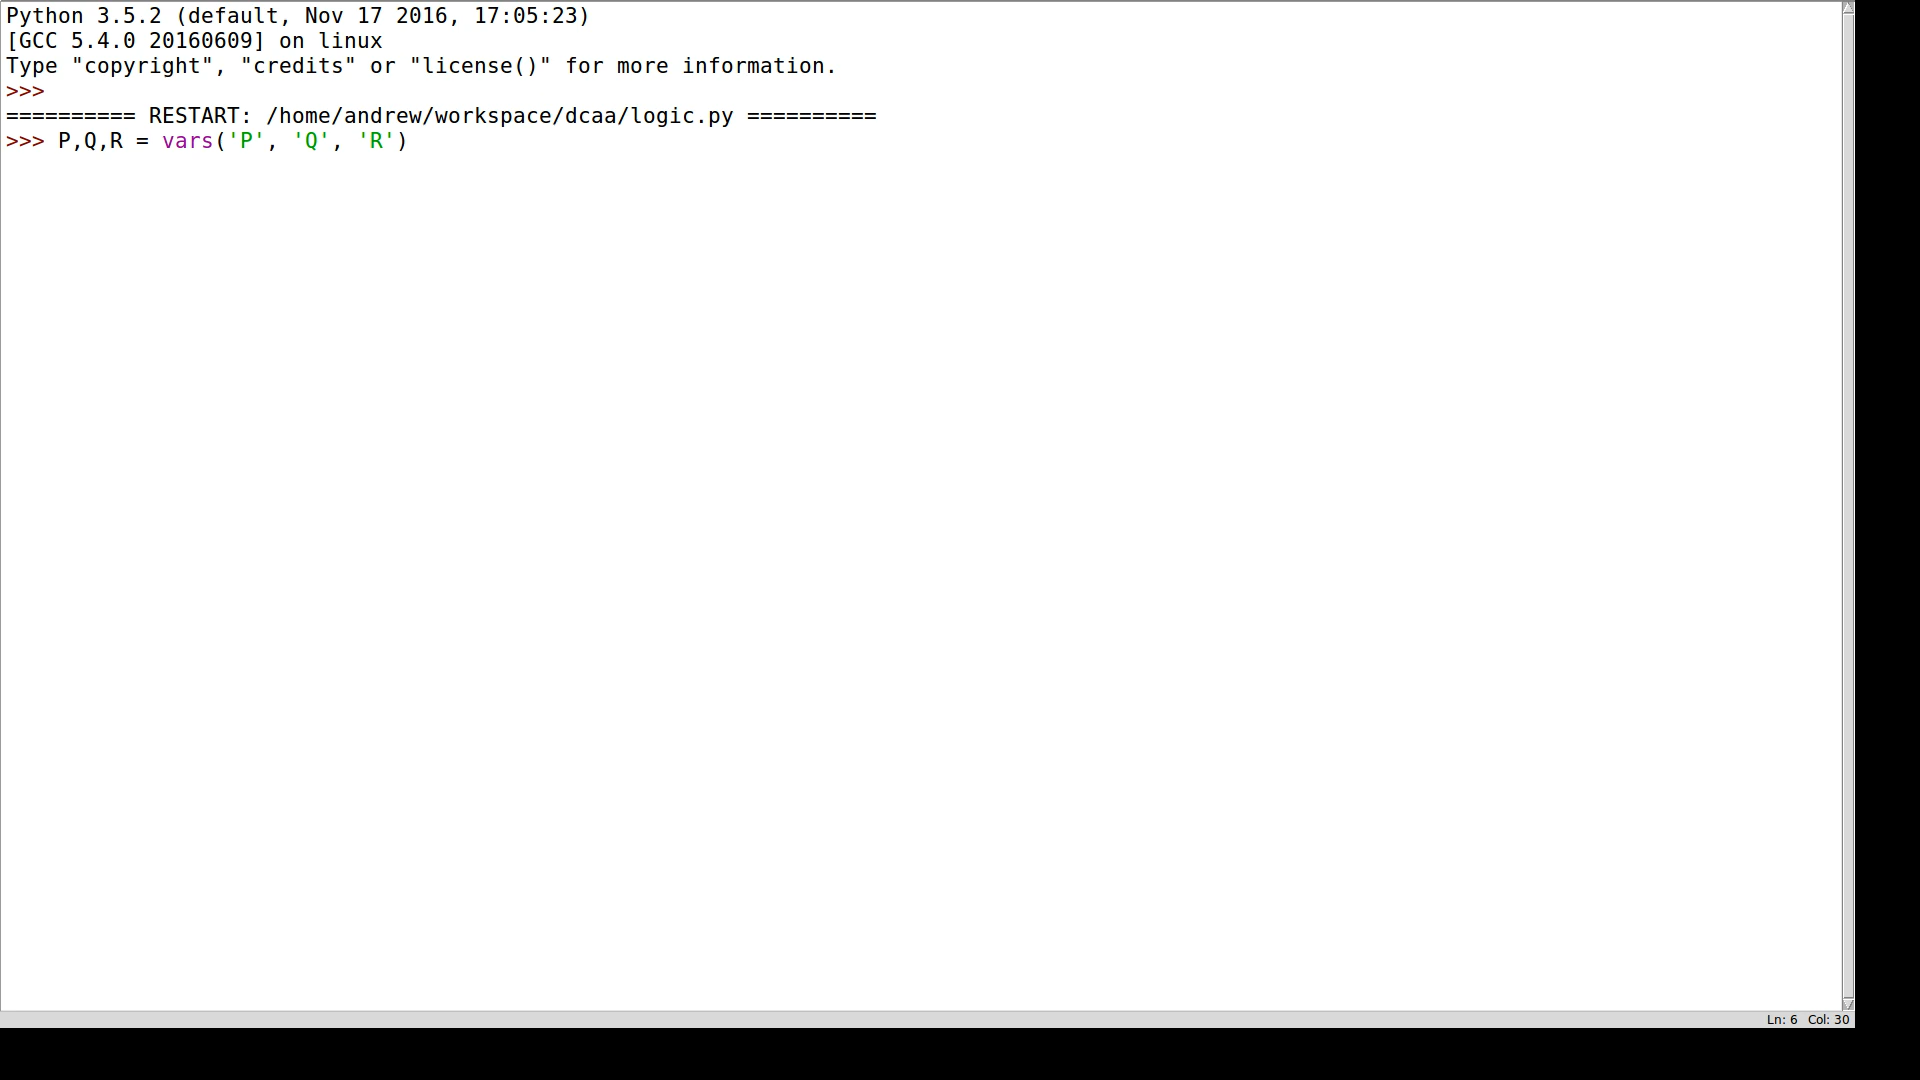 Python 3.5.2 (default, Nov 17 2016, 17:05:23)
[GCC 5.4.0 20160609] on linux
Type "copyright", "credits" or "license()" for more information.
>>>
========== RESTART: /home/andrew/workspace/dcaa/logic.py ==========
>>> P,Q,R = vars('P', 'Q', 'R')
Ln: 6 Col: 30